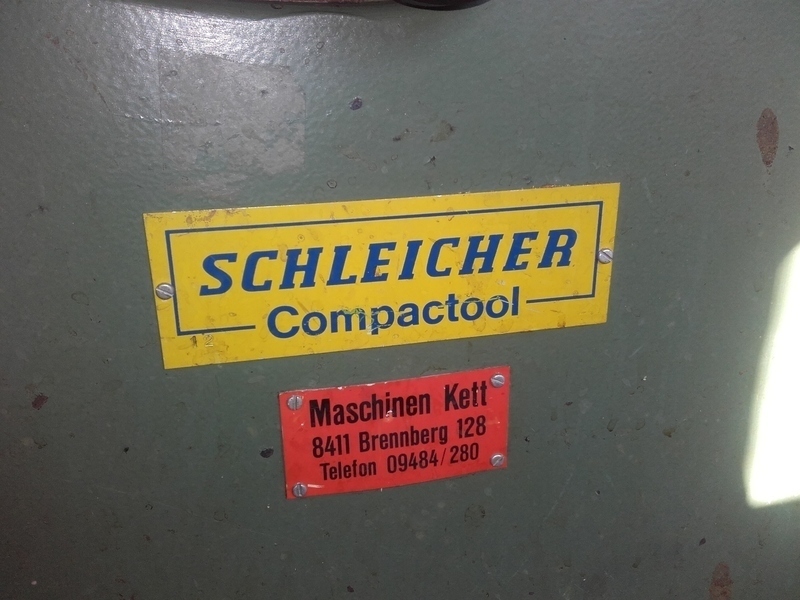 SCHLEICHER
Compactool
Maschinen Kett
8411 Brennberg 128
Telefon 09484/280